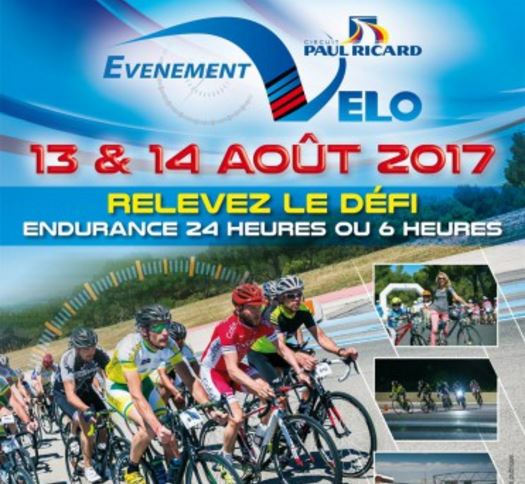 CIRCUIT
PAUL RICARD
EVENEMENT
VELO
13 & 14 AOÛT 2017
RELEVEZ LE DÉFI
ENDURANCE 24 HEURES OU 6 HEURES